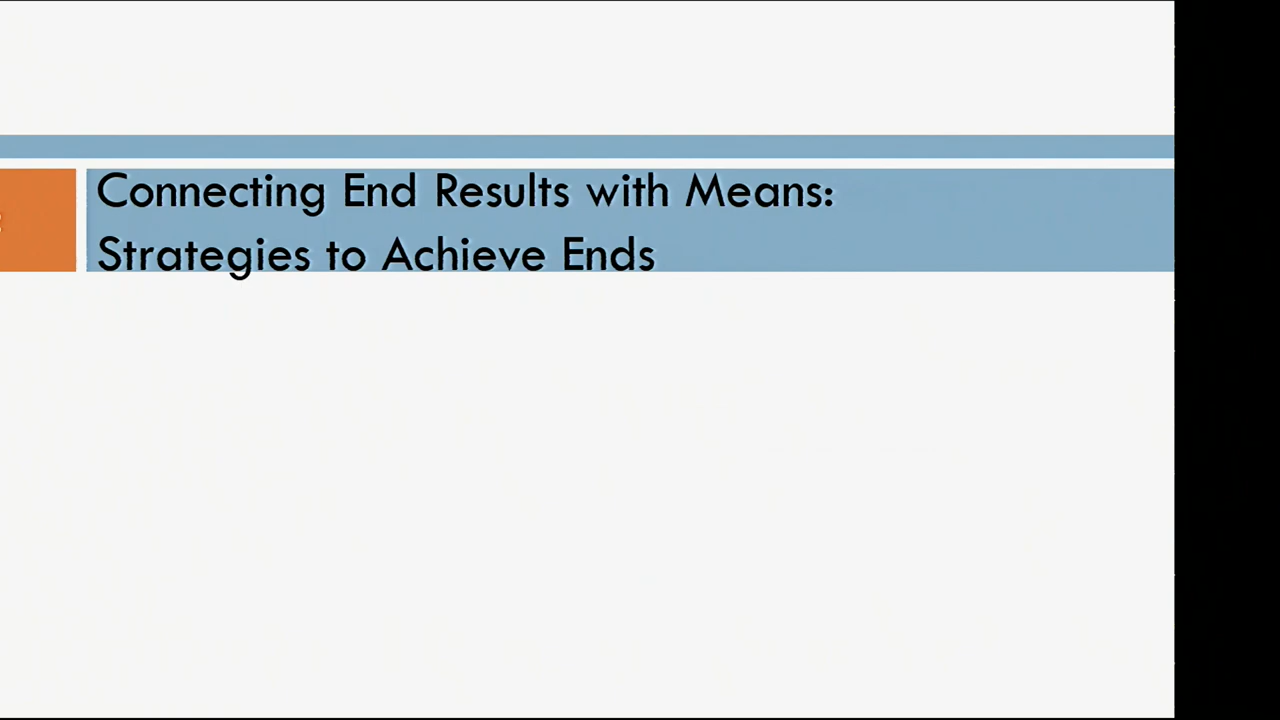 Connecting End Results with Means:
Strategies to Achieve Ends